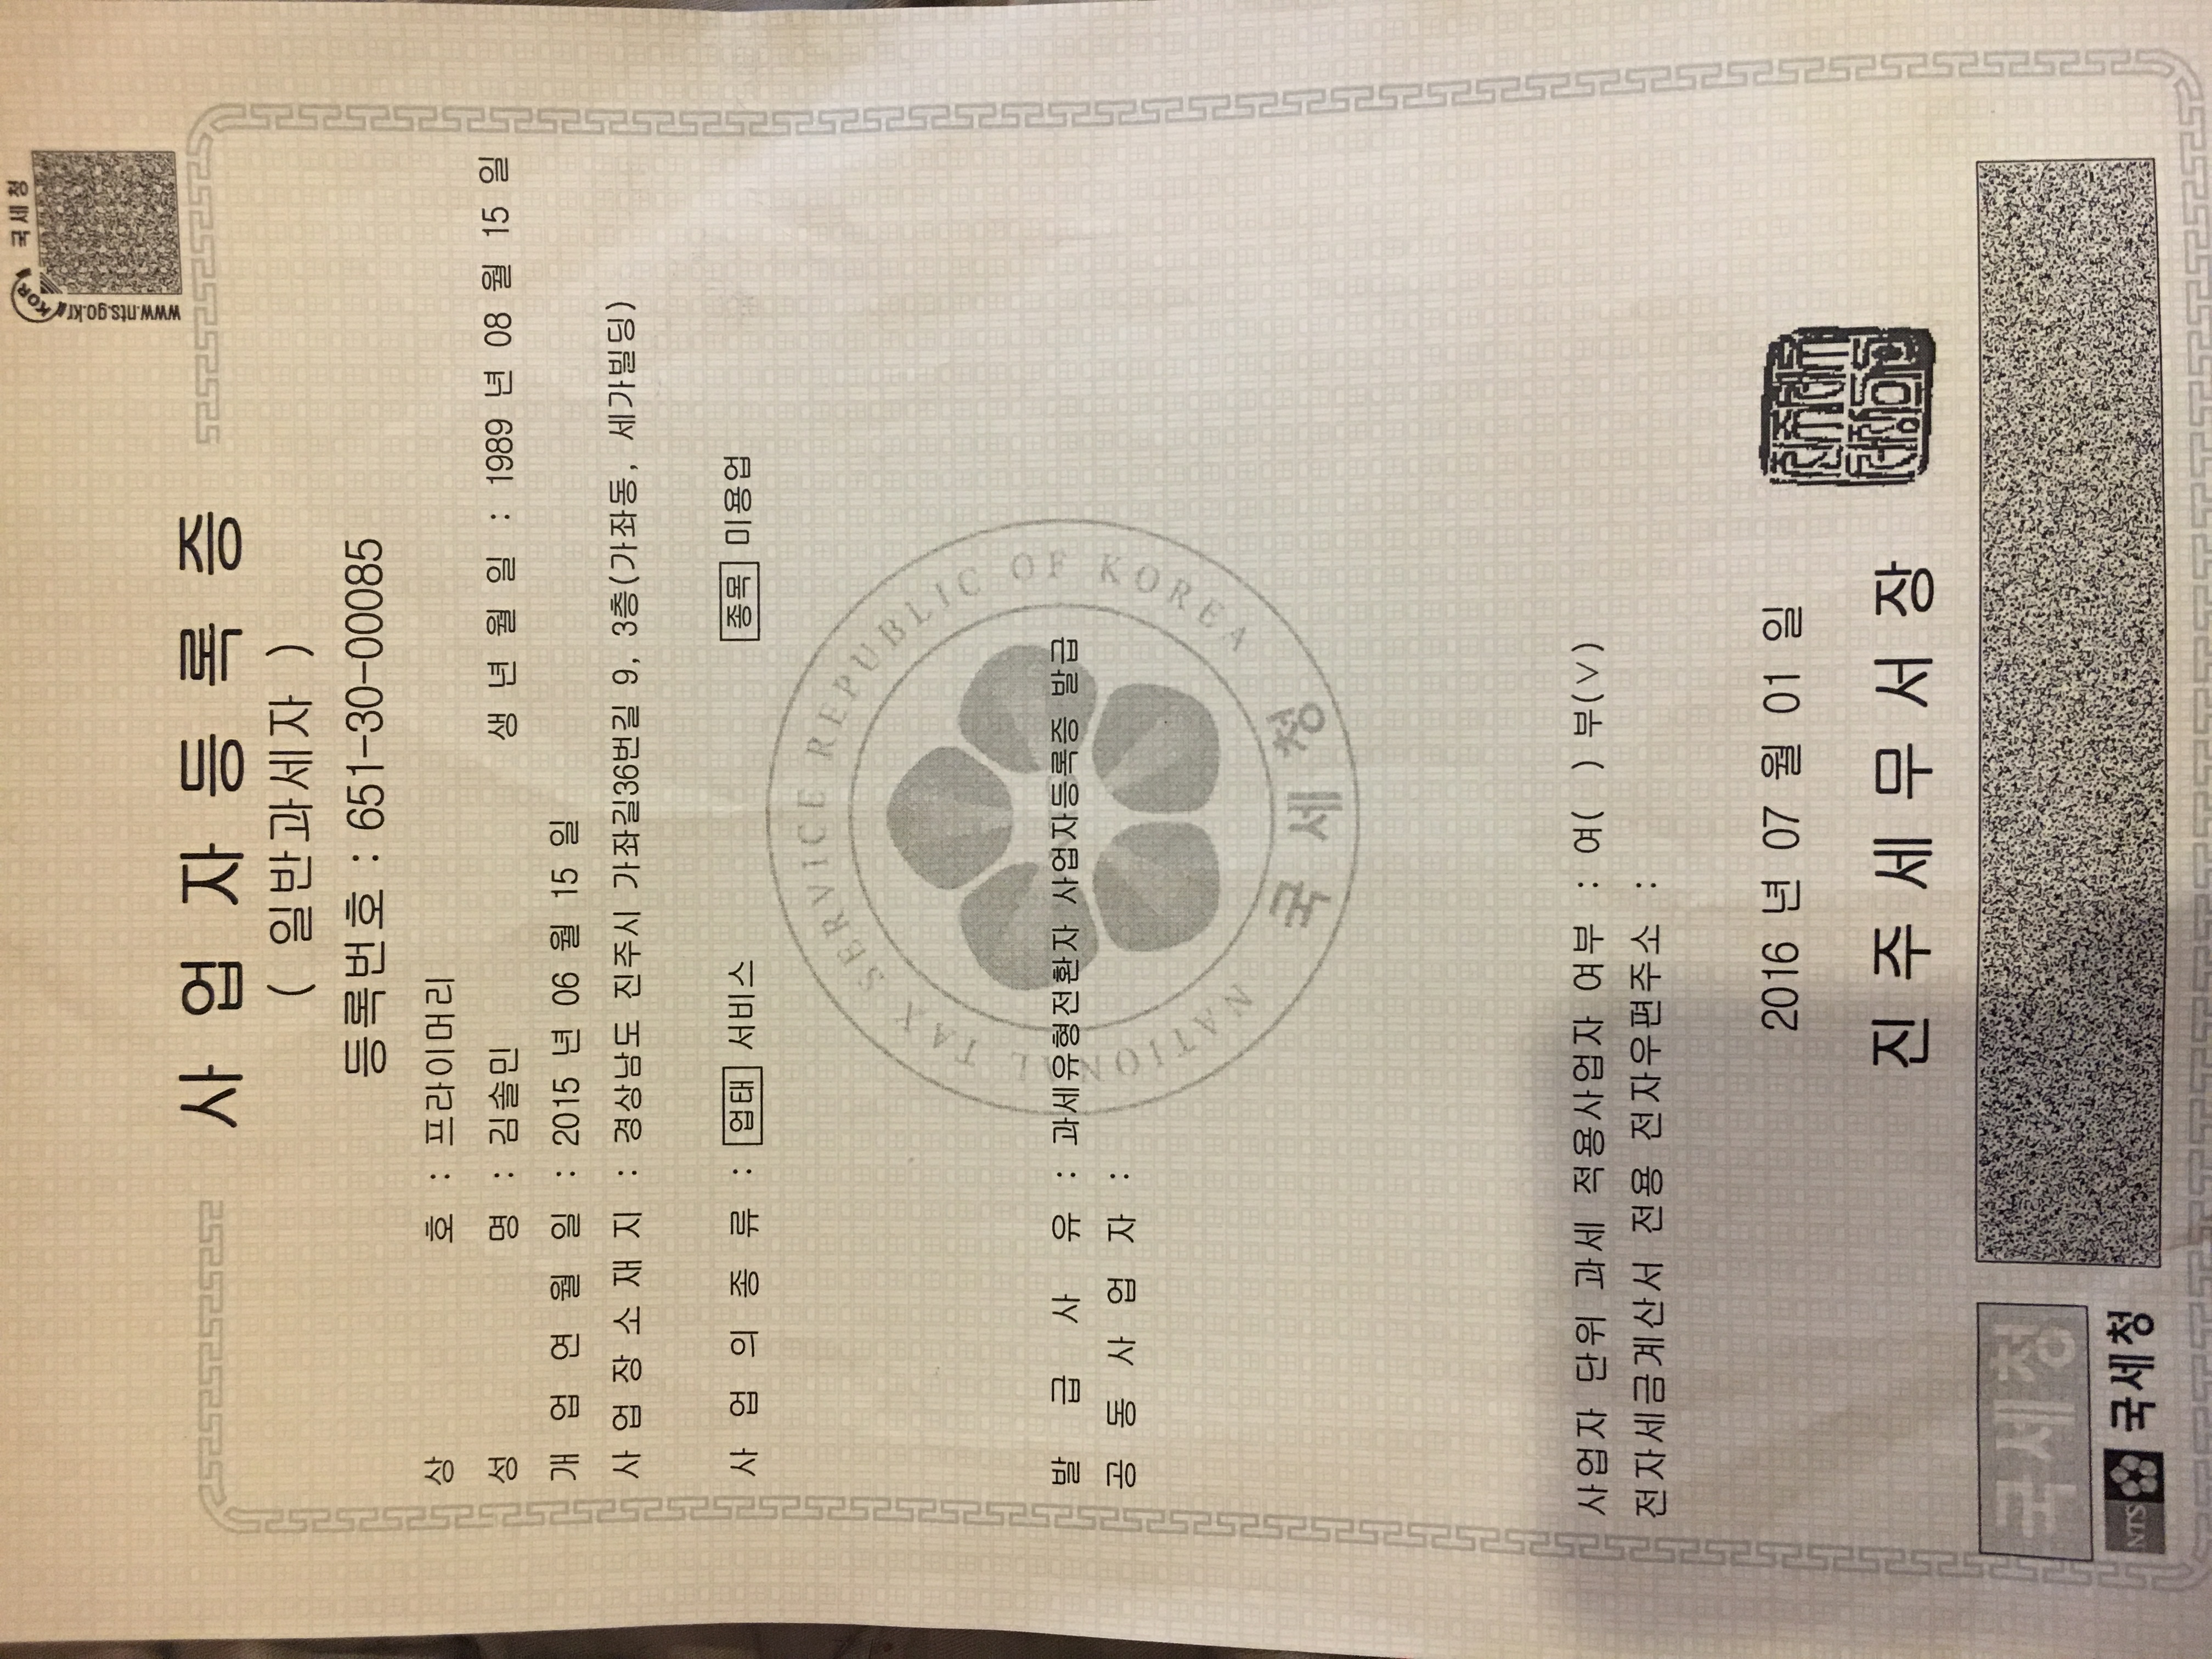 국세청
KOR
www.nts.go.kr
사업자등록증
( 일반과세자 )
등록번호 : 651-30-00085
상 호 : 프라이머리
성 명 : 김솔민 생 년 월 일 : 1989 년 08 월 15 일
개 업 연 월 일 : 2015 년 06 월 15 일
사 업 장 소 재 지 : 경상남도 진주시 가좌길36번길 9, 3층(가좌동, 세가빌딩)
사 업 의 종 류 : 업태 서비스 종목 미용업
NATIONAL TAX SERVICE REPUBLIC OF KOREA
국세청
발 급 사 유 : 과세유형전환자 사업자등록증 발급
공 동 사 업 자 :
사업자 단위 과세 적용사업자 여부 : 여( ) 부(v)
전자세금계산서 전용 전자우편주소 :
2016 년 07 월 01 일
진 주 세 무 서 장
국세청
NTS 국세청